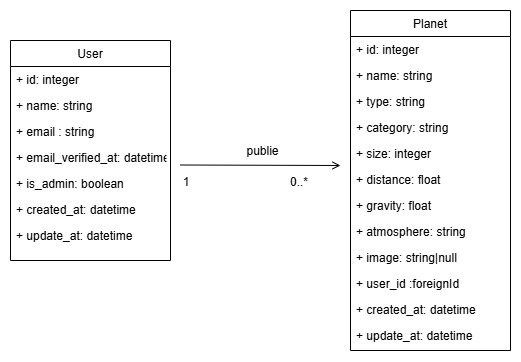 User
+ id: integer
+ name: string
+ email : string
+ email_verified_at: datetime
+ is_admin: boolean
+ created_at: datetime
+ update_at: datetime
publie
1
0..*
Planet
+ id: integer
+ name: string
+ type: string
+ category: string
+ size: integer
+ distance: float
+ gravity: float
+ atmosphere: string
+ image: string|null
+ user_id :foreignId
+ created_at: datetime
+ update_at: datetime